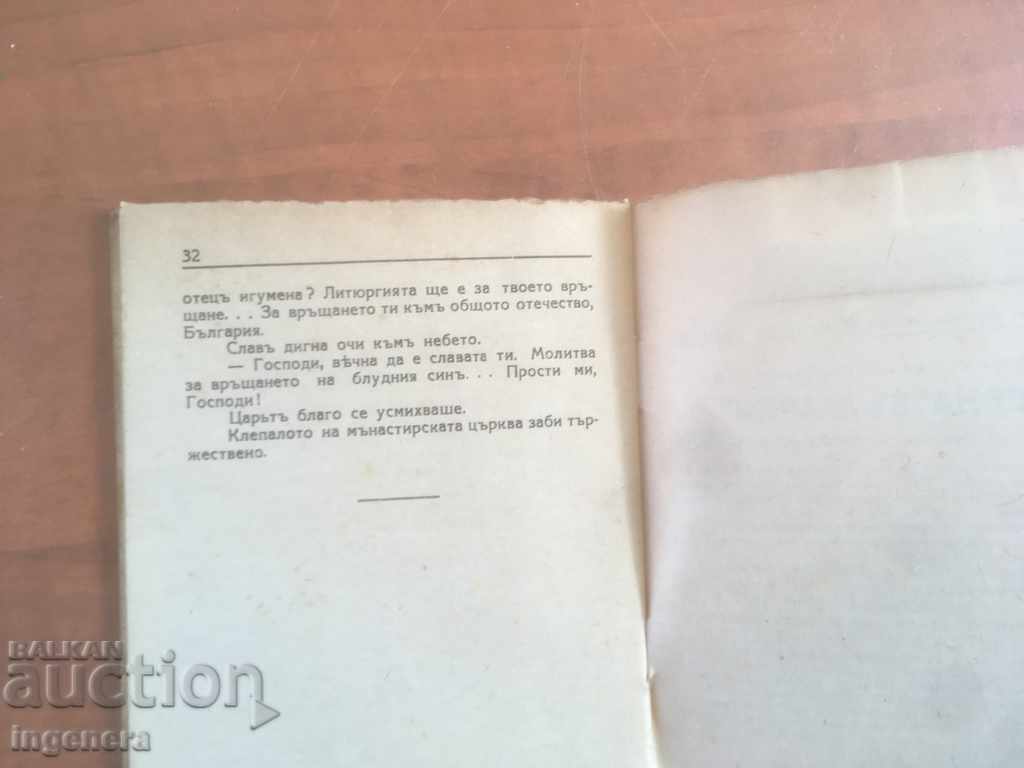 32
отецъ игумена? Литюргията ще е за твоето връ-
щане. . . За връщането ти къмъ общото отечество,
България.
Славъ дигна очи къмъ небето.
— Господи, вѣчна да е славата ти. Молитва
за връщането на блудния синъ. . . Прости ми,
Господи!
Царьтъ благо се усмихваше.
Клепалото на мънастирската църква заби тър-
жествено.
BALKAN
auction
ingenera